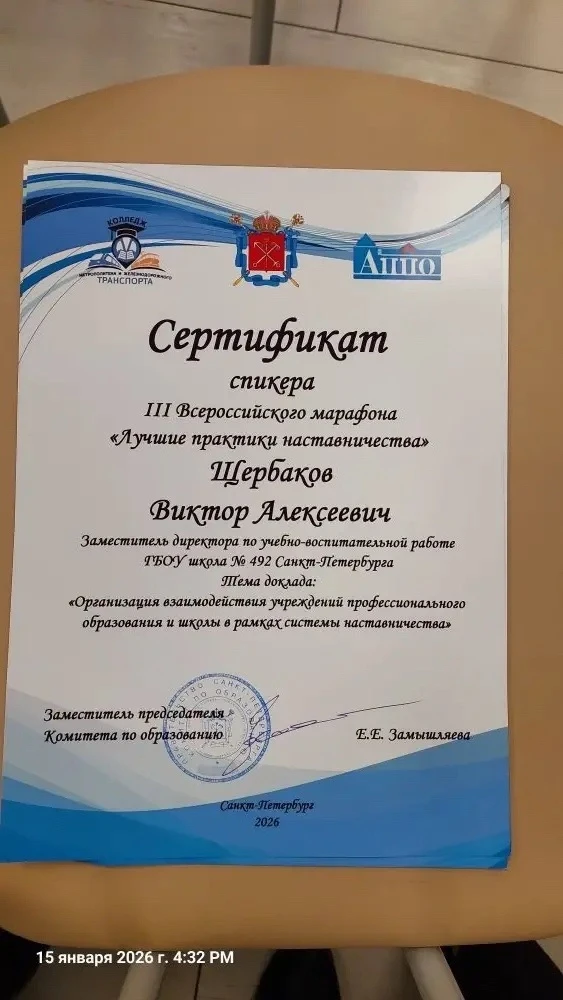 КОЛЛЕДЖ
МЕТРОПОЛИТЕНА И ЖЕЛЕЗНОДОРОЖНОГО
ТРАНСПОРТА
АППО
Сертификат
спикера
III Всероссийского марафона
«Лучшие практики наставничества»
Щербаков
Виктор Алексеевич
Заместитель директора по учебно-воспитательной работе
ГБОУ школа № 492 Санкт-Петербурга
Тема доклада:
«Организация взаимодействия учреждений профессионального
образования и школы в рамках системы наставничества»
Заместитель председателя
Комитета по образованию
Е.Е. Замышляева
Санкт-Петербург
2026
15 января 2026 г. 4:32 PM